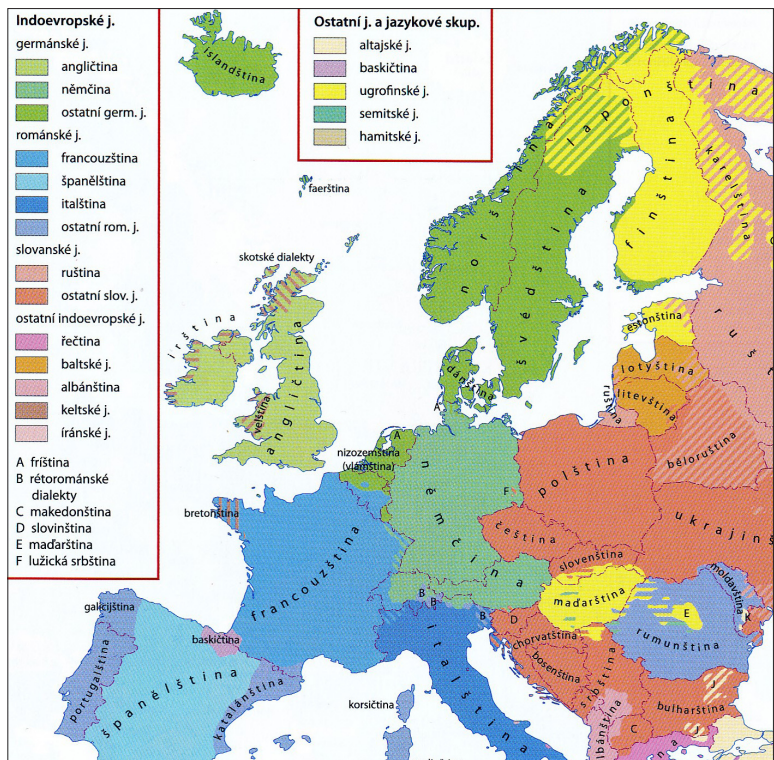 Indoevropské j.
germánské j.
angličtina
němčina
ostatní germ. j.
románské j.
francouzština
španělština
italština
ostatní rom. j.
slovanské j.
ruština
ostatní slov. j.
ostatní indoevropské j.
řečtina
baltské j.
albánština
keltské j.
íránské j.
A fríština
B rétorománské
dialekty
C makedonština
D slovinština
E maďarština
F lužická srbština
Ostatní j. a jazykové skup.
altajské j.
baskičtina
ugrofinské j.
semitské j.
hamitské j.
islandština
faerština
skotské dialekty
irština
velština
angličtina
norština
švédština
laponština
finština
karelština
rušt
estonština
lotyština
litevština
ruština
běloruština
dánština
A
A
nizozemština
(vlámština)
němčina
F
polština
ukrajinš
čeština
slovenština
bretonština
francouzština
B
B
B
D
maďarština
E
moldavština
K
rumunština
chorvatština
bosenština
srbština
bulharština
J
J
C
albánština
na
italština
korsičtina
galicijština
portugalština
španělština
baskičtina
katalánština